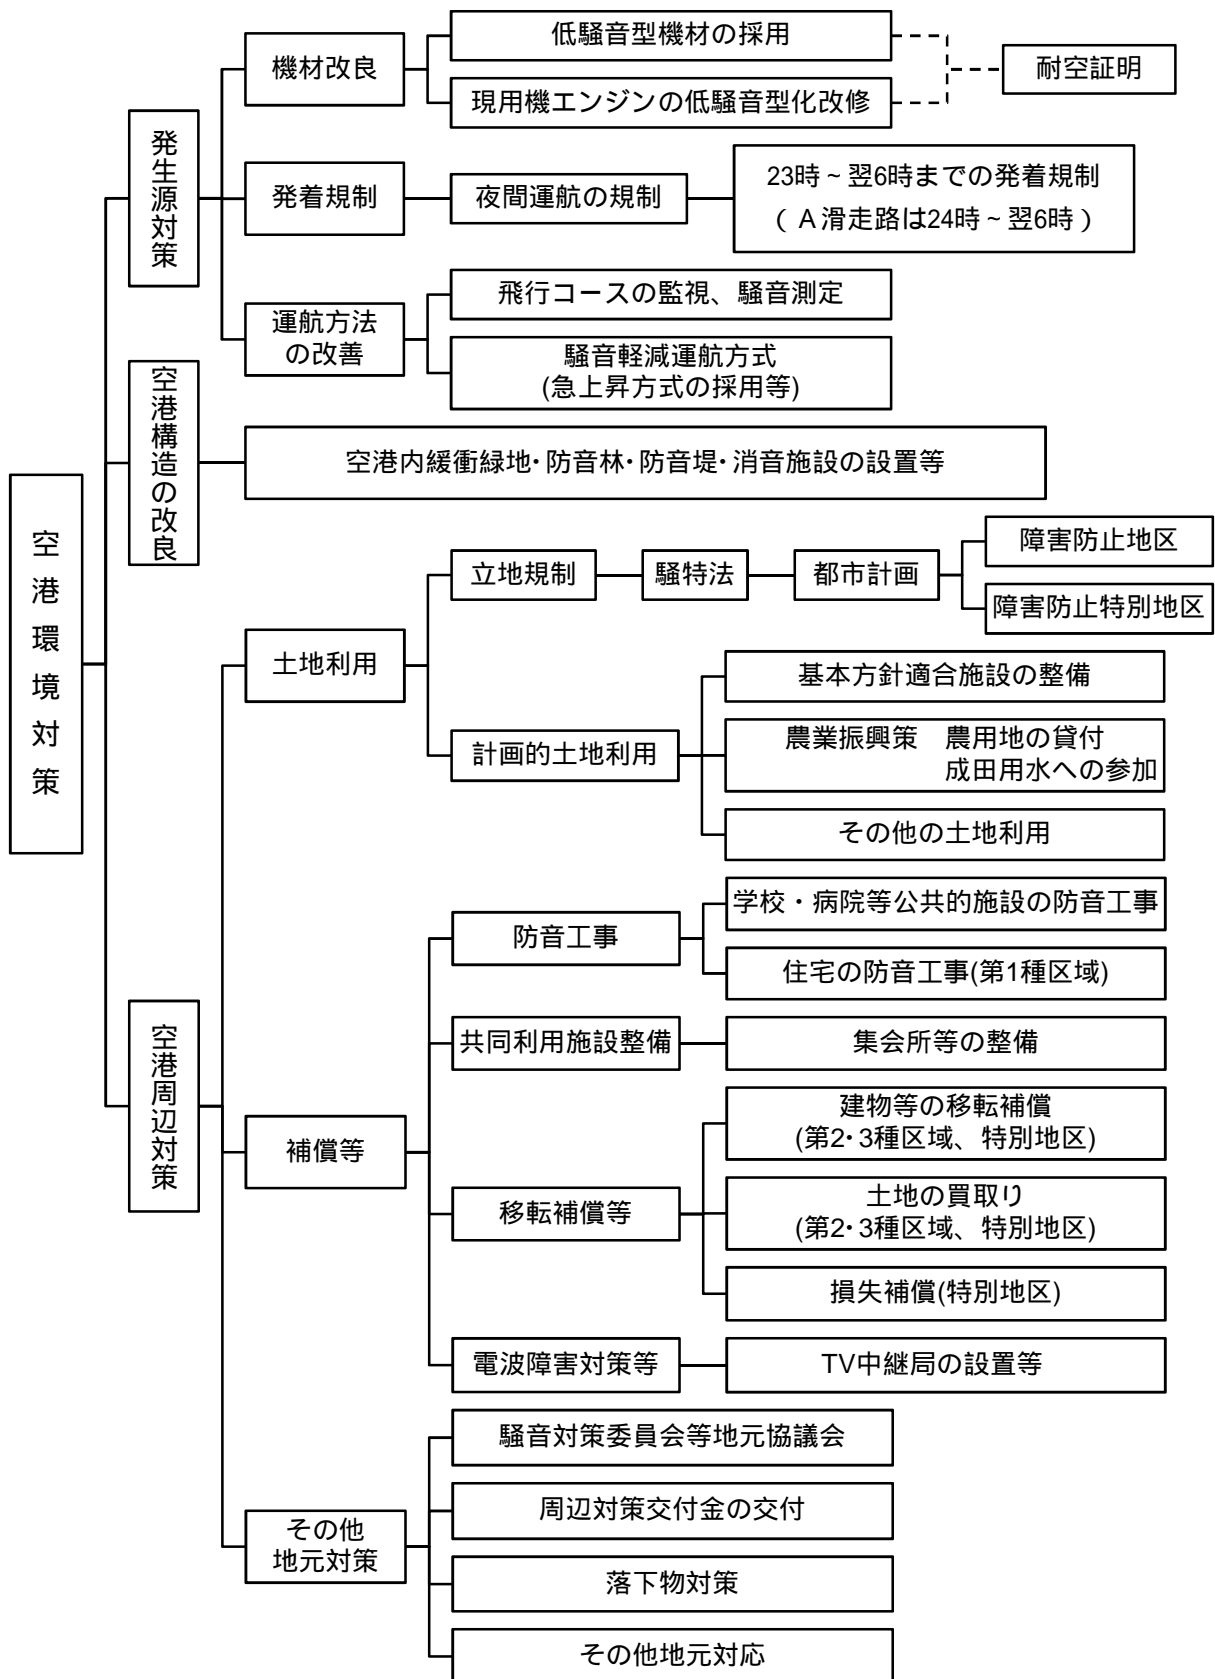 空港環境対策
発生源対策
機材改良
低騒音型機材の採用
現用機エンジンの低騒音型化改修
耐空証明
発着規制
夜間運航の規制
23時~翌6時までの発着規制
(A滑走路は24時~翌6時)
運航方法
の改善
飛行コースの監視、騒音測定
騒音軽減運航方式
(急上昇方式の採用等)
空港構造の改良
空港内緩衝緑地・防音林・防音堤・消音施設の設置等
空港周辺対策
土地利用
立地規制
騒特法
都市計画
障害防止地区
障害防止特別地区
計画的土地利用
基本方針適合施設の整備
農業振興策 農用地の貸付
成田用水への参加
その他の土地利用
補償等
防音工事
学校・病院等公共的施設の防音工事
住宅の防音工事(第1種区域)
共同利用施設整備
集会所等の整備
移転補償等
建物等の移転補償
(第2・3種区域、特別地区)
土地の買取り
(第2・3種区域、特別地区)
損失補償(特別地区)
電波障害対策等
TV中継局の設置等
その他
地元対策
騒音対策委員会等地元協議会
周辺対策交付金の交付
落下物対策
その他地元対応